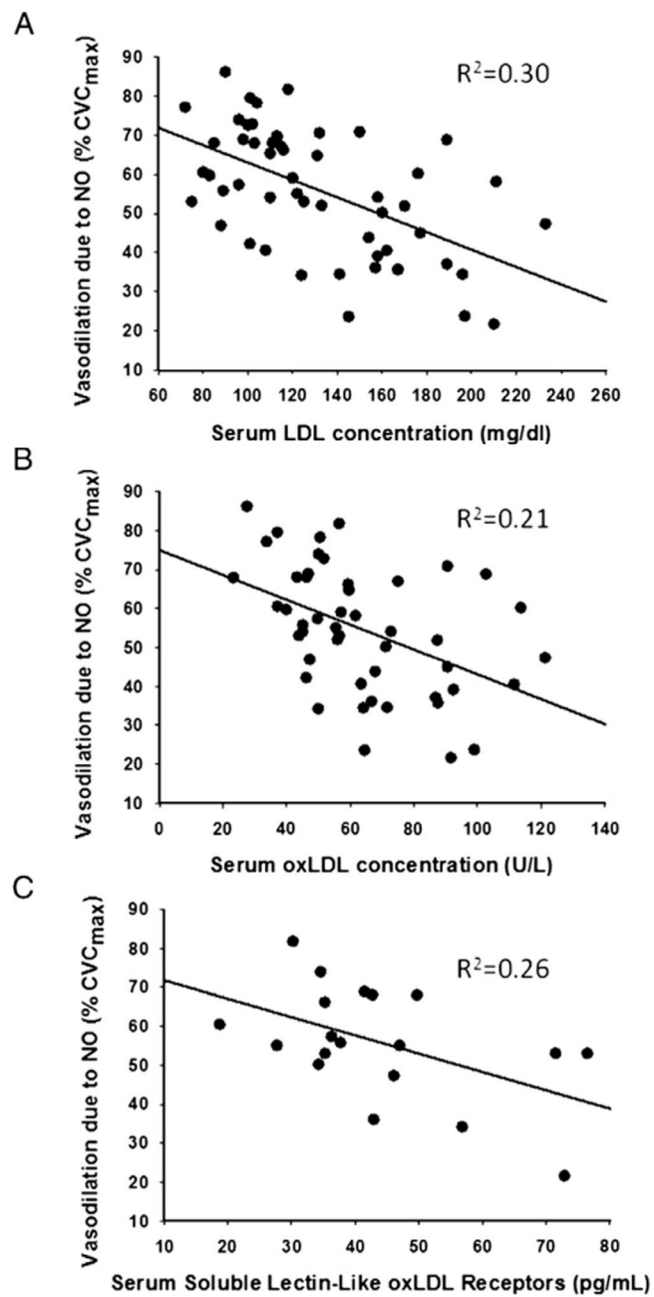 A
Vasodilation due to NO (% CVCmax)
90
80
70
60
50
40
30
20
10
R²=0.30
60 80 100 120 140 160 180 200 220 240 260
Serum LDL concentration (mg/dl)
B
Vasodilation due to NO (% CVCmax)
90
80
70
60
50
40
30
20
10
R²=0.21
0 20 40 60 80 100 120 140
Serum oxLDL concentration (U/L)
C
Vasodilation due to NO (% CVCmax)
90
80
70
60
50
40
30
20
10
R²=0.26
10 20 30 40 50 60 70 80
Serum Soluble Lectin-Like oxLDL Receptors (pg/mL)